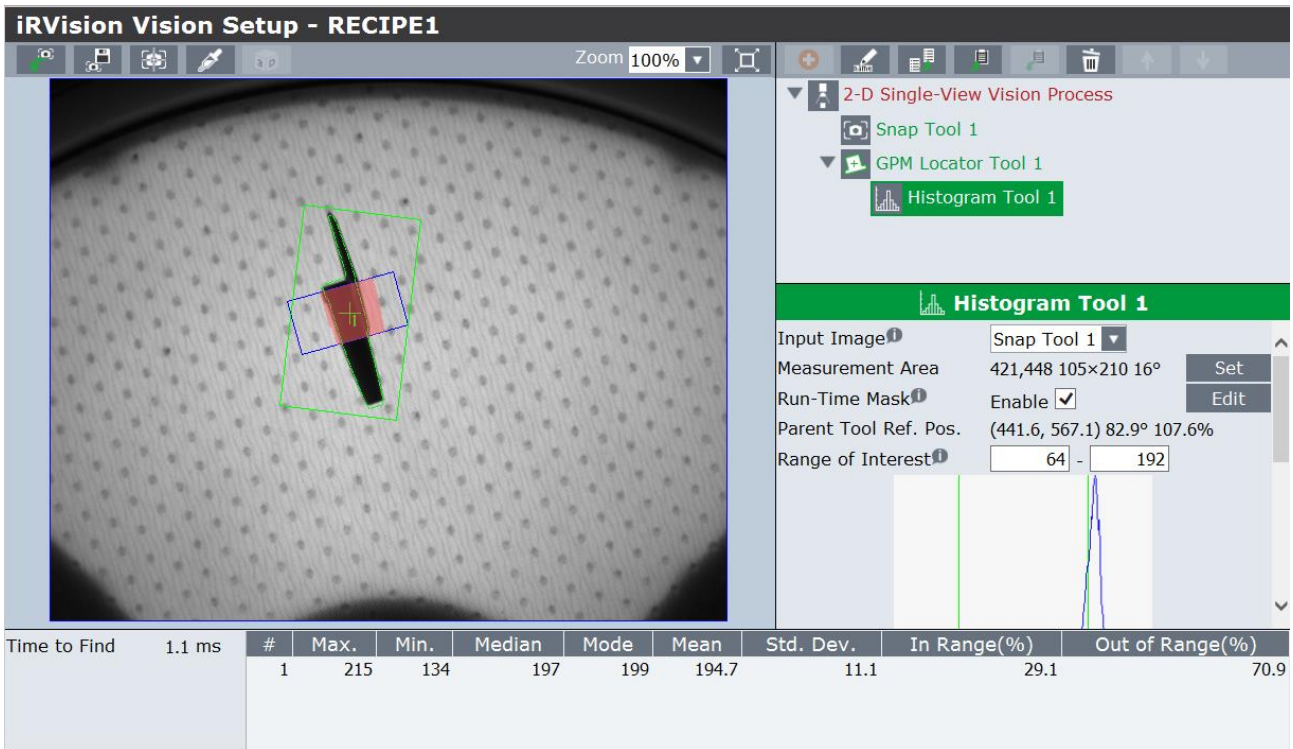 iRVision Vision Setup - RECIPE1
Zoom 100%
2-D Single-View Vision Process
Snap Tool 1
GPM Locator Tool 1
Histogram Tool 1
Histogram Tool 1
Input Image Snap Tool 1
Measurement Area 421,448 105×210 16° Set
Run-Time Mask Enable Edit
Parent Tool Ref. Pos. (441.6, 567.1) 82.9° 107.6%
Range of Interest 64 - 192
Time to Find 1.1 ms
# Max. Min. Median Mode Mean Std. Dev. In Range(%) Out of Range(%)
1 215 134 197 199 194.7 11.1 29.1 70.9